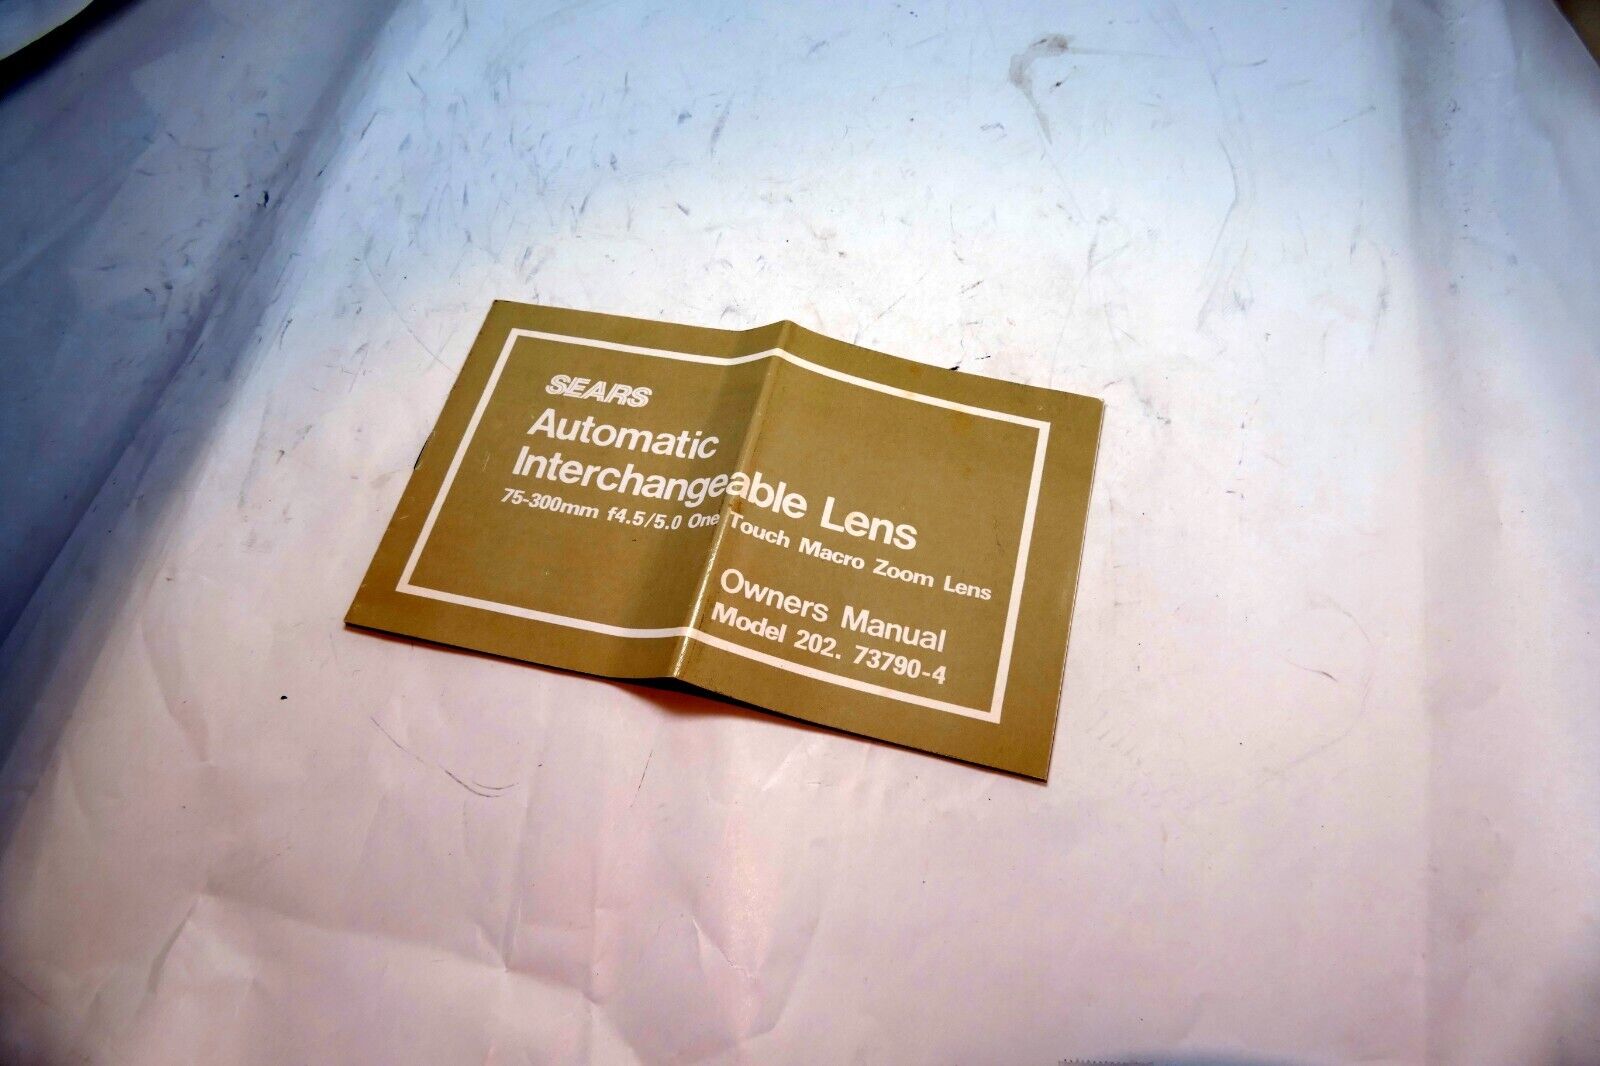 SEARS
Automatic
Interchangeable Lens
75-300mm f4.5/5.0 One Touch Macro Zoom Lens
Owners Manual
Model 202. 73790-4